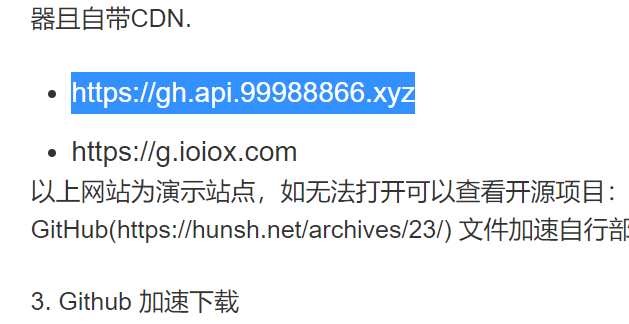 器且自带CDN.
https://gh.api.99988866.xyz
https://g.ioiox.com
以上网站为演示站点，如无法打开可以查看开源项目：
GitHub(https://hunsh.net/archives/23/) 文件加速自行部
3. Github 加速下载